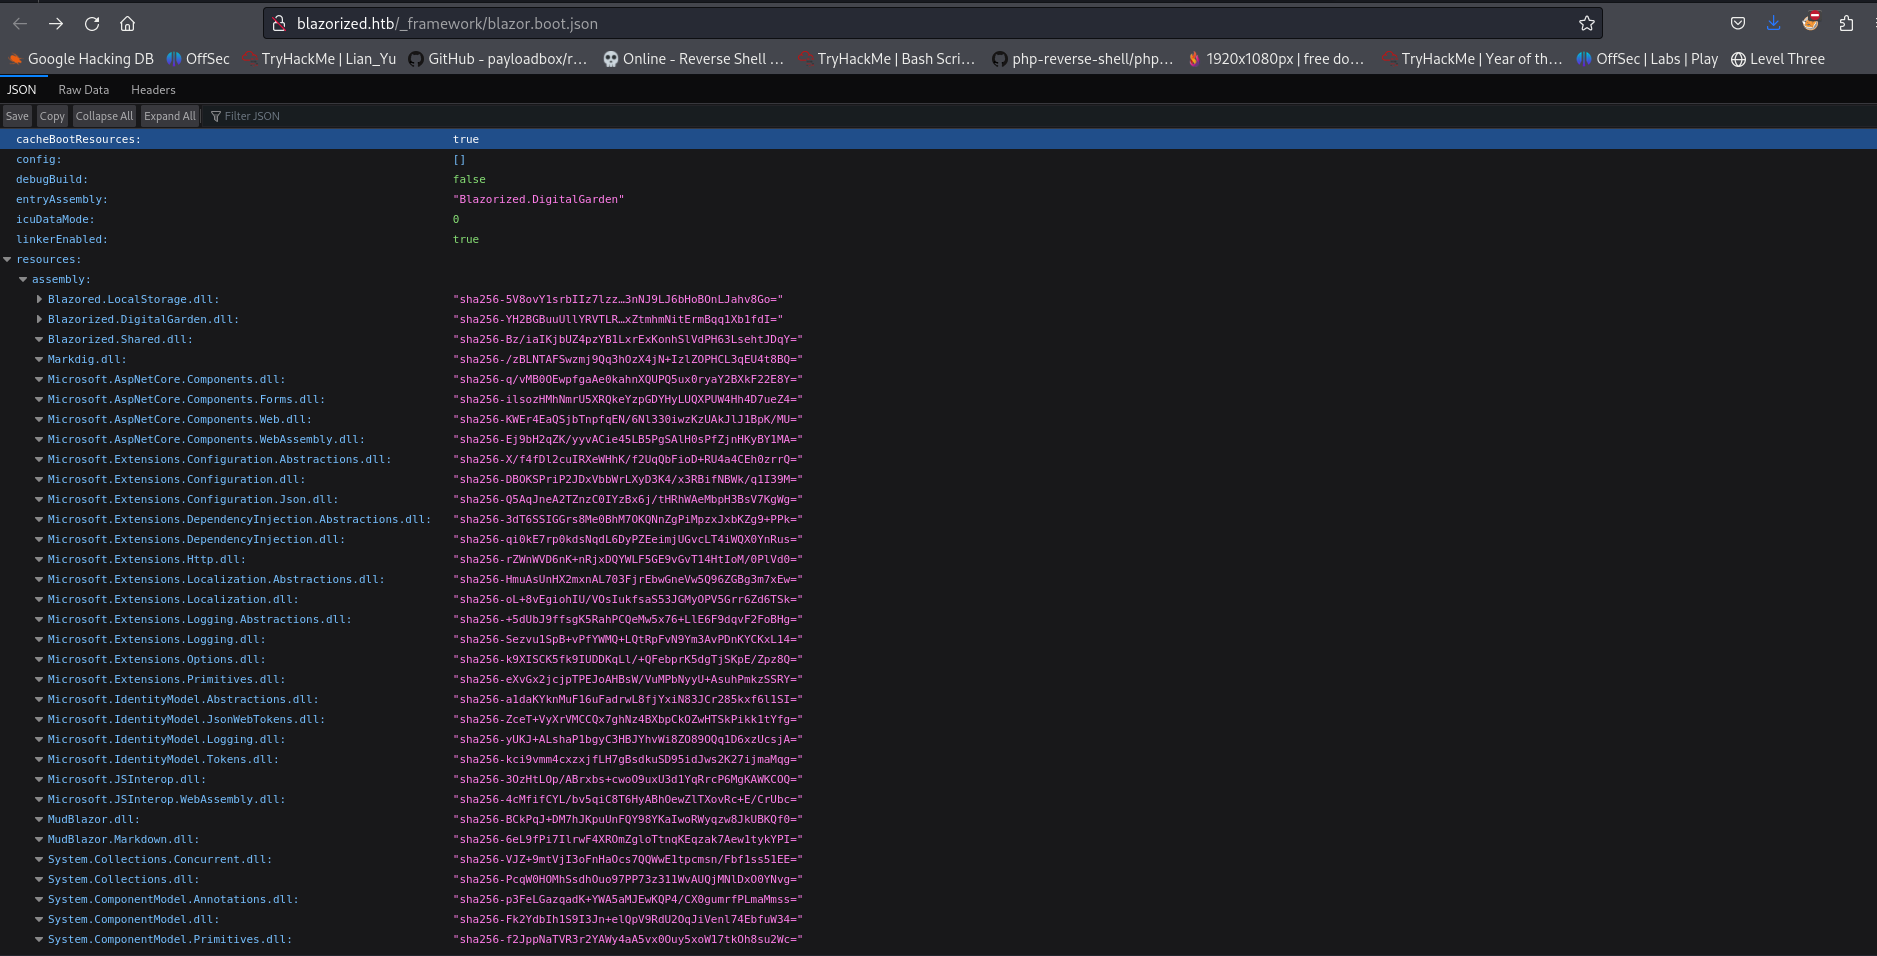 blazorized.htb/_framework/blazor.boot.json
Google Hacking DB OffSec TryHackMe | Lian_Yu GitHub - payloadbox/r... Online - Reverse Shell ... TryHackMe | Bash Scri... php-reverse-shell/php... 1920x1080px | free do... TryHackMe | Year of th... OffSec | Labs | Play Level Three
JSON Raw Data Headers
Save Copy Collapse All Expand All Filter JSON
cacheBootResources: true
config: []
debugBuild: false
entryAssembly: "Blazorized.DigitalGarden"
icuDataMode: 0
linkerEnabled: true
resources:
assembly:
Blazored.LocalStorage.dll: "sha256-5V8ovY1srbIIz7lzz…3nNJ9LJ6bHoBOnLJahv8Go="
Blazorized.DigitalGarden.dll: "sha256-YH2BGBuuUllYRVTLR…xZtmhmNitErmBqq1Xb1fdI="
Blazorized.Shared.dll: "sha256-Bz/iaIKjbUZ4pzYB1LxrExKonhSlVdPH63LsehtJDqY="
Markdig.dll: "sha256-/zBLNTAFSwzmj9Qq3hOzX4jN+IzlZOPHCL3qEU4t8BQ="
Microsoft.AspNetCore.Components.dll: "sha256-q/vMB0OEwpfgaAe0kahnXQUPQ5ux0ryaY2BXkF22E8Y="
Microsoft.AspNetCore.Components.Forms.dll: "sha256-ilsozHMhNmrU5XRQkeYzpGDYHyLUQXPUW4Hh4D7ueZ4="
Microsoft.AspNetCore.Components.Web.dll: "sha256-KWEr4EaQSjbTnpfqEN/6Nl330iwzKzUAkJlJ1BpK/MU="
Microsoft.AspNetCore.Components.WebAssembly.dll: "sha256-Ej9bH2qZK/yyvACie45LB5PgSAlH0sPfZjnHKyBY1MA="
Microsoft.Extensions.Configuration.Abstractions.dll: "sha256-X/f4fDl2cuIRXeWHhK/f2UqQbFioD+RU4a4CEh0zrrQ="
Microsoft.Extensions.Configuration.dll: "sha256-DBOKSPriP2JDxVbbWrLXyD3K4/x3RBifNBWk/q1I39M="
Microsoft.Extensions.Configuration.Json.dll: "sha256-Q5AqJneA2TZnzC0IYzBx6j/tHRhWAeMbpH3BsV7KgWg="
Microsoft.Extensions.DependencyInjection.Abstractions.dll: "sha256-3dT6SSIGGrs8Me0BhM7OKQNnZgPiMpzxJxbKZg9+PPk="
Microsoft.Extensions.DependencyInjection.dll: "sha256-qi0kE7rp0kdsNqdL6DyPZEeimjUGvcLT4iWQX0YnRus="
Microsoft.Extensions.Http.dll: "sha256-rZWnWVD6nK+nRjxDQYWLF5GE9vGvT14HtIoM/0PlVd0="
Microsoft.Extensions.Localization.Abstractions.dll: "sha256-HmuAsUnHX2mxnAL703FjrEbwGneVw5Q96ZGBg3m7xEw="
Microsoft.Extensions.Localization.dll: "sha256-oL+8vEgiohIU/VOsIukfsaS53JGMyOPV5Grr6Zd6TSk="
Microsoft.Extensions.Logging.Abstractions.dll: "sha256-+5dUbJ9ffsgK5RahPCQeMw5x76+LlE6F9dqvF2FoBHg="
Microsoft.Extensions.Logging.dll: "sha256-Sezvu1SpB+vPfYWMQ+LQtRpFvN9Ym3AvPDnKYCKxL14="
Microsoft.Extensions.Options.dll: "sha256-k9XISCK5fk9IUDDKqLl/+QFebprK5dgTjSKpE/Zpz8Q="
Microsoft.Extensions.Primitives.dll: "sha256-eXvGx2jcjpTPEJoAHBsW/VuMPbNyyU+AsuhPmkzSSRY="
Microsoft.IdentityModel.Abstractions.dll: "sha256-a1daKYknMuF16uFadrwL8fjYxiN83JCr285kxf6l1SI="
Microsoft.IdentityModel.JsonWebTokens.dll: "sha256-ZceT+VyXrVMCCQx7ghNz4BXbpCkOZwHTSkPikk1tYfg="
Microsoft.IdentityModel.Logging.dll: "sha256-yUKJ+ALshaP1bgyC3HBJYhvWi8ZO89OQq1D6xzUcsjA="
Microsoft.IdentityModel.Tokens.dll: "sha256-kci9vmm4cxzxjfLH7gBsdkuSD95idJws2K27ijmaMqg="
Microsoft.JSInterop.dll: "sha256-3OzHtLOp/ABrxbs+cwoO9uxU3d1YqRrcP6MgKAWKCOQ="
Microsoft.JSInterop.WebAssembly.dll: "sha256-4cMfifCYL/bv5qiC8T6HyABhOewZlTXovRc+E/CrUbc="
MudBlazor.dll: "sha256-BCkPqJ+DM7hJKpuUnFQY98YKaIwoRWyqzw8JkUBKQf0="
MudBlazor.Markdown.dll: "sha256-6eL9fPi7IlrwF4XROmZgloTtnqKEqzak7Aew1tykYPI="
System.Collections.Concurrent.dll: "sha256-VJZ+9mtVjI3oFnHaOcs7QQWwE1tpcmsn/Fbf1ss51EE="
System.Collections.dll: "sha256-PcqW0HOMhSsdhOuo97PP73z311WvAUQjMNlDxO0YNvg="
System.ComponentModel.Annotations.dll: "sha256-p3FeLGazqadK+YWA5aMJEwKQP4/CX0gumrfPLmaMmss="
System.ComponentModel.dll: "sha256-Fk2YdbIh1S9I3Jn+elQpV9RdU2OqJiVenl74EbfuW34="
System.ComponentModel.Primitives.dll: "sha256-f2JppNaTVR3r2YAWy4aA5vx0Ouy5xoW17tkOh8su2Wc="